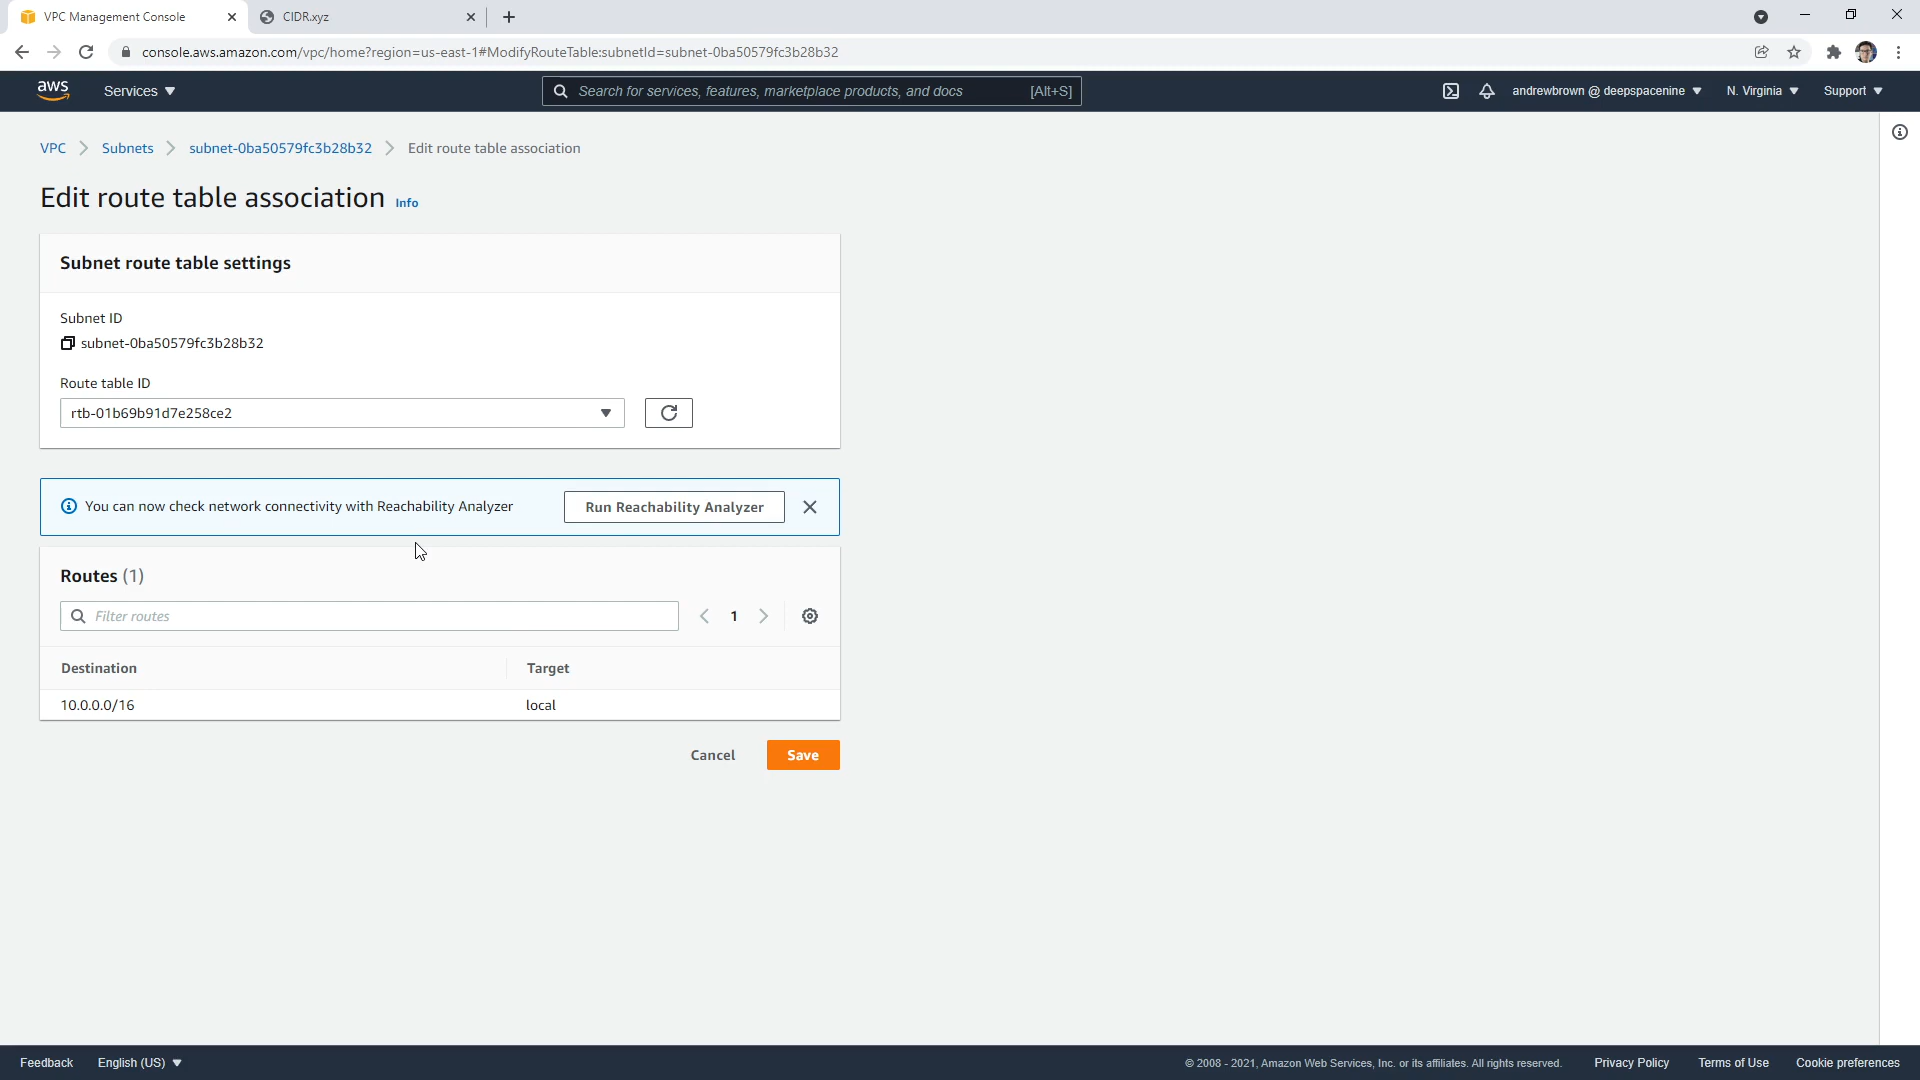 VPC Management Console
CIDR.xyz
console.aws.amazon.com/vpc/home?region=us-east-1#ModifyRouteTable:subnetId=subnet-0ba50579fc3b28b32
aws
Services
Search for services, features, marketplace products, and docs
[Alt+S]
andrewbrown @ deepspacenine
N. Virginia
Support
VPC
Subnets
subnet-0ba50579fc3b28b32
Edit route table association
Edit route table association Info
Subnet route table settings
Subnet ID
subnet-0ba50579fc3b28b32
Route table ID
rtb-01b69b91d7e258ce2
You can now check network connectivity with Reachability Analyzer
Run Reachability Analyzer
Routes (1)
Filter routes
1
Destination
Target
10.0.0.0/16
local
Cancel
Save
Feedback
English (US)
© 2008 - 2021, Amazon Web Services, Inc. or its affiliates. All rights reserved.
Privacy Policy
Terms of Use
Cookie preferences